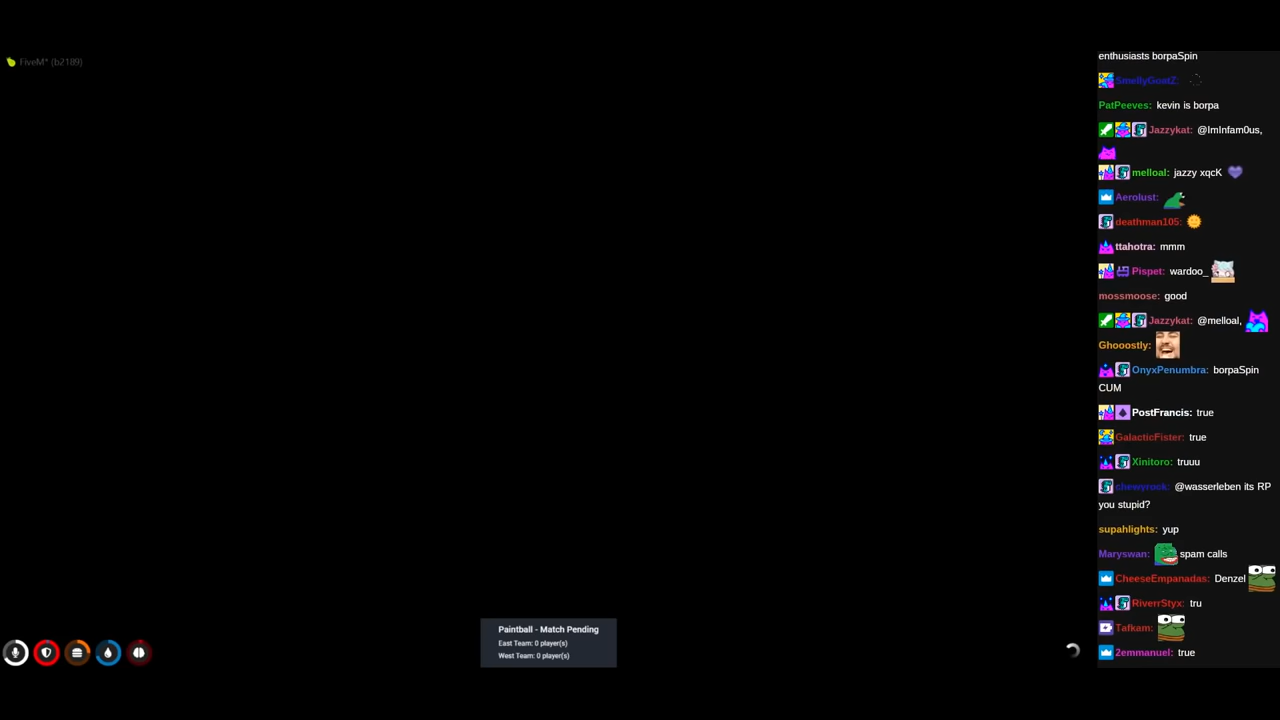 FiveM* (b2189)
enthusiasts borpaSpin
SmellyGoatZ:
PatPeeves: kevin is borpa
Jazzykat: @ImInfam0us,
melloal: jazzy xqcK
Aerolust:
deathman105:
ttahotra: mmm
Pispet: wardoo_
mossmoose: good
Jazzykat: @melloal,
Ghooostly:
OnyxPenumbra: borpaSpin
CUM
PostFrancis: true
GalacticFister: true
Xinitoro: truuu
chewyrock: @wasserleben its RP
you stupid?
supahlights: yup
Maryswan: spam calls
CheeseEmpanadas: Denzel
RiverrStyx: tru
Tafkam:
Zemmanuel: true
Paintball - Match Pending
East Team: 0 player(s)
West Team: 0 player(s)